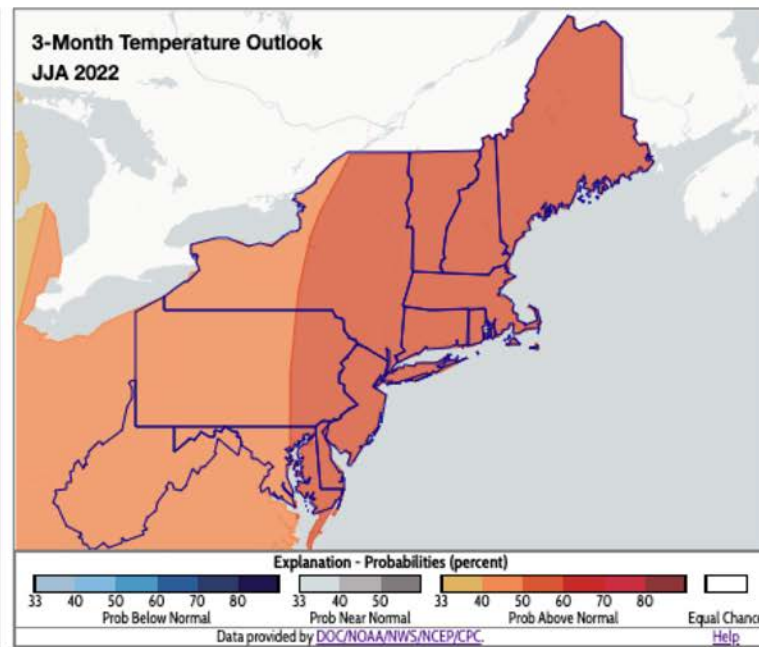 3-Month Temperature Outlook
JJA 2022
Explanation - Probabilities (percent)
33 40 50 60 70 80 33 40 50 33 40 50 60 70 80
Prob Below Normal Prob Near Normal Prob Above Normal Equal Chance
Data provided by DOC/NOAA/NWS/NCEP/CPC. Help